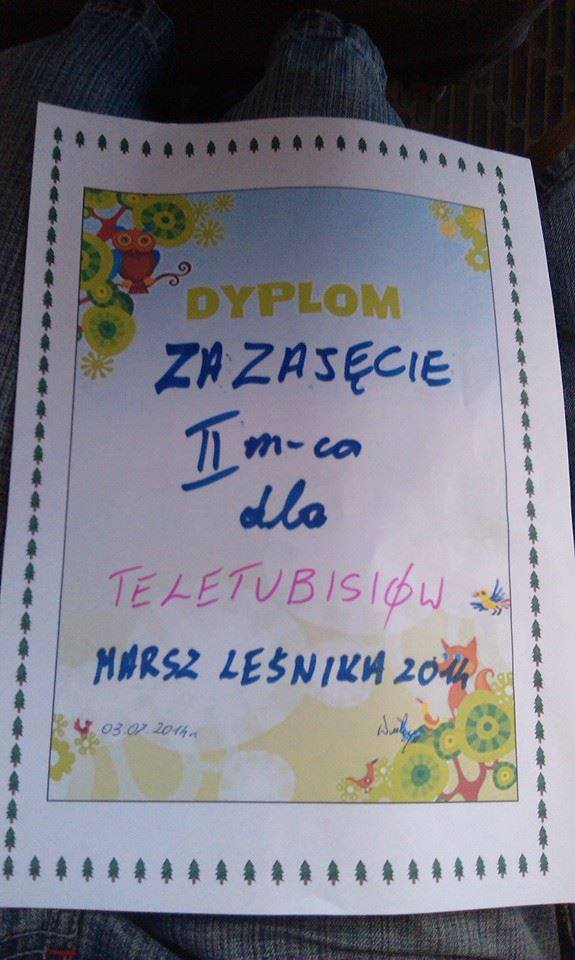 DYPLOM
ZA ZAJĘCIE
II m-ca
dla
TELETUBISIÓW
MARSZ LEŚNIKA 2014
03.07.2014r.